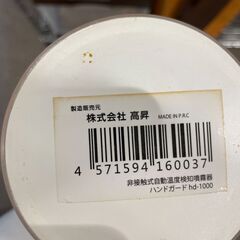 製造販売元
株式会社 高昇 MADE IN P.R.C
4 571594 160037
非接触式自動温度検知噴霧器
ハンドガード hd-1000